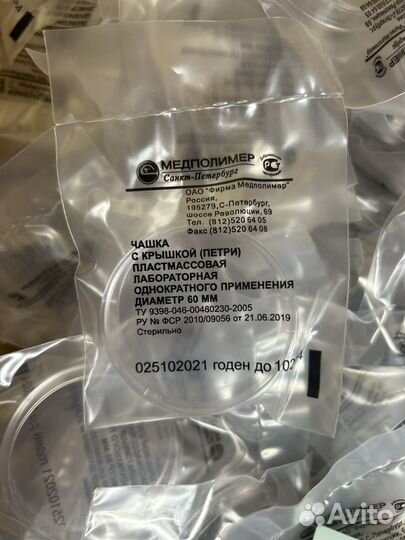 МЕДПОЛИМЕР
Санкт-Петербург
ОАО "Фирма Медполимер"
Россия,
195279, С-Петербург,
шоссе Революции, 69
Тел. (812)520 64 05
Факс (812)520 64 08
ЧАШКА
С КРЫШКОЙ (ПЕТРИ)
ПЛАСТМАССОВАЯ
ЛАБОРАТОРНАЯ
ОДНОКРАТНОГО ПРИМЕНЕНИЯ
ДИАМЕТР 60 ММ
ТУ 9398-046-00480230-2005
РУ № ФСР 2010/09056 от 21.06.2019
Стерильно
025102021 годен до
Avito